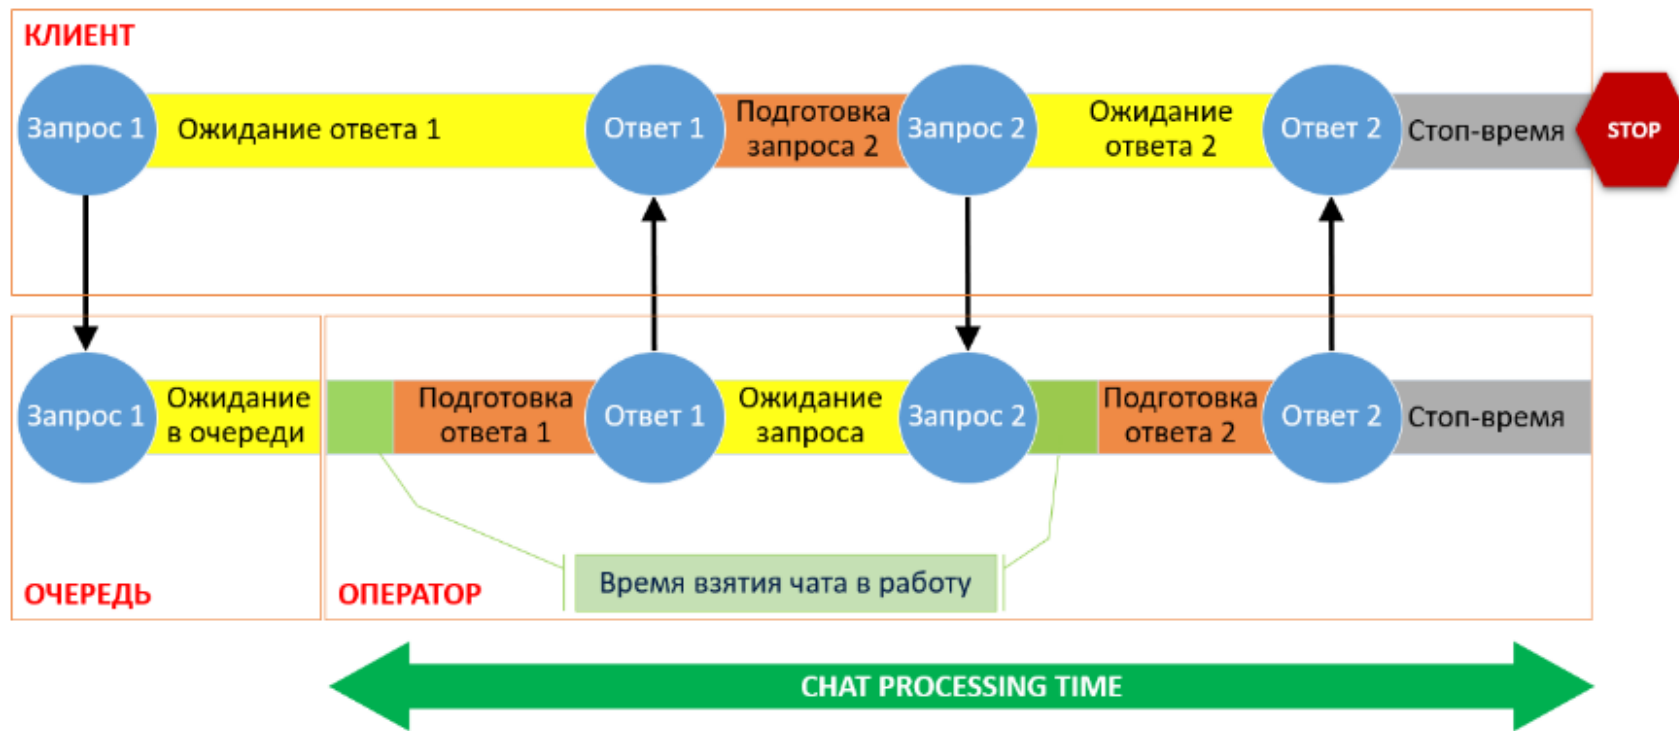 КЛИЕНТ
Запрос 1
Ожидание ответа 1
Ответ 1
Подготовка
запроса 2
Запрос 2
Ожидание
ответа 2
Ответ 2
Стоп-время
STOP
Запрос 1
Ожидание
в очереди
Подготовка
ответа 1
Ответ 1
Ожидание
запроса
Запрос 2
Подготовка
ответа 2
Ответ 2
Стоп-время
Время взятия чата в работу
ОЧЕРЕДЬ
ОПЕРАТОР
CHAT PROCESSING TIME